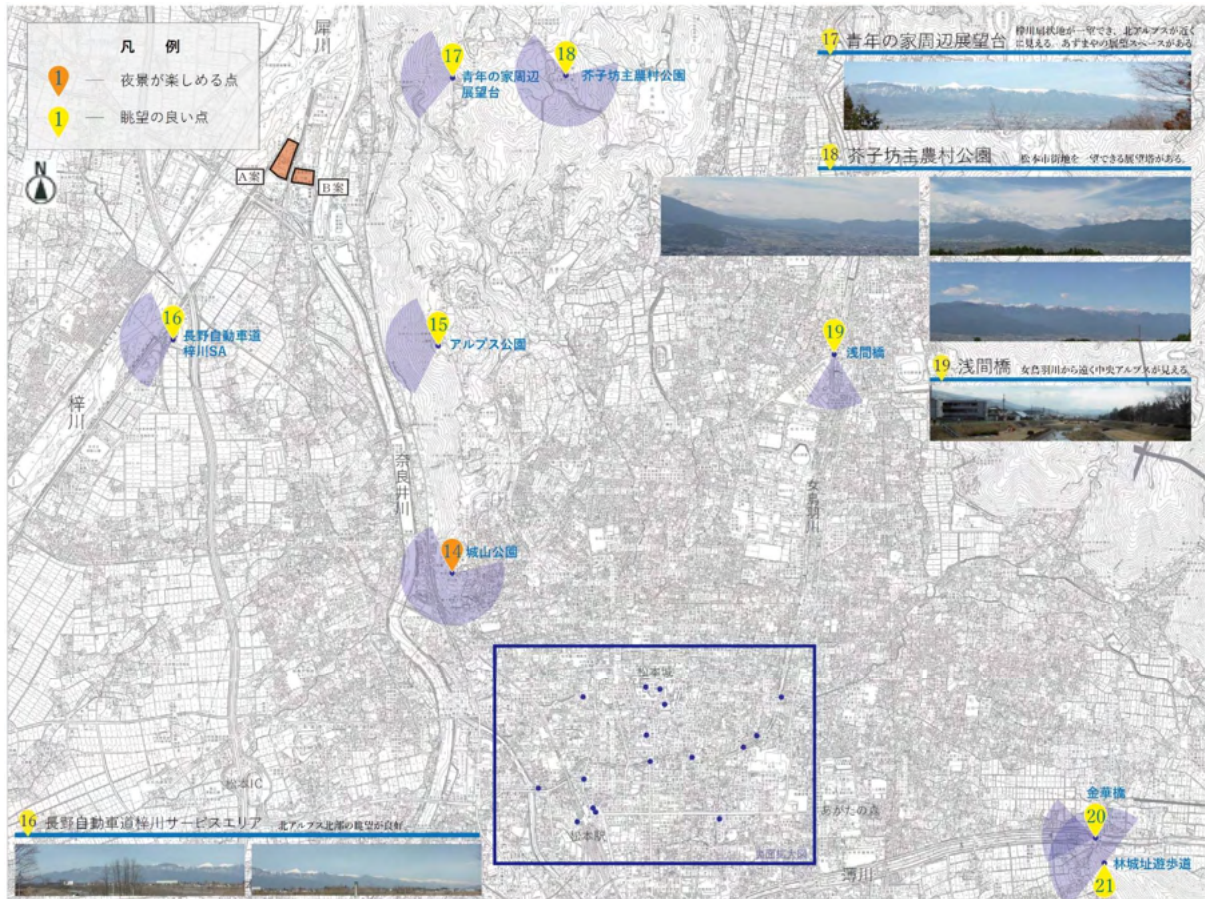 凡 例
1 — 夜景が楽しめる点
1 — 眺望の良い点
N
犀川
A案
B案
17
青年の家周辺
展望台
18
芥子坊主農村公園
17 青年の家周辺展望台
梓川扇状地が一望でき、北アルプスが近く
に見える。あずまやの展望スペースがある
18 芥子坊主農村公園 松本市街地を一望できる展望塔がある。
16
長野自動車道
梓川SA
15
アルプス公園
19
浅間橋
19 浅間橋 女鳥羽川から遠く中央アルプスが見える
梓川
奈良井川
女鳥羽川
14 城山公園
松本城
松本IC
松本駅
あがたの森
薄川
金華橋
20
林城址遊歩道
21
16 長野自動車道梓川サービスエリア 北アルプス北部の眺望が良好